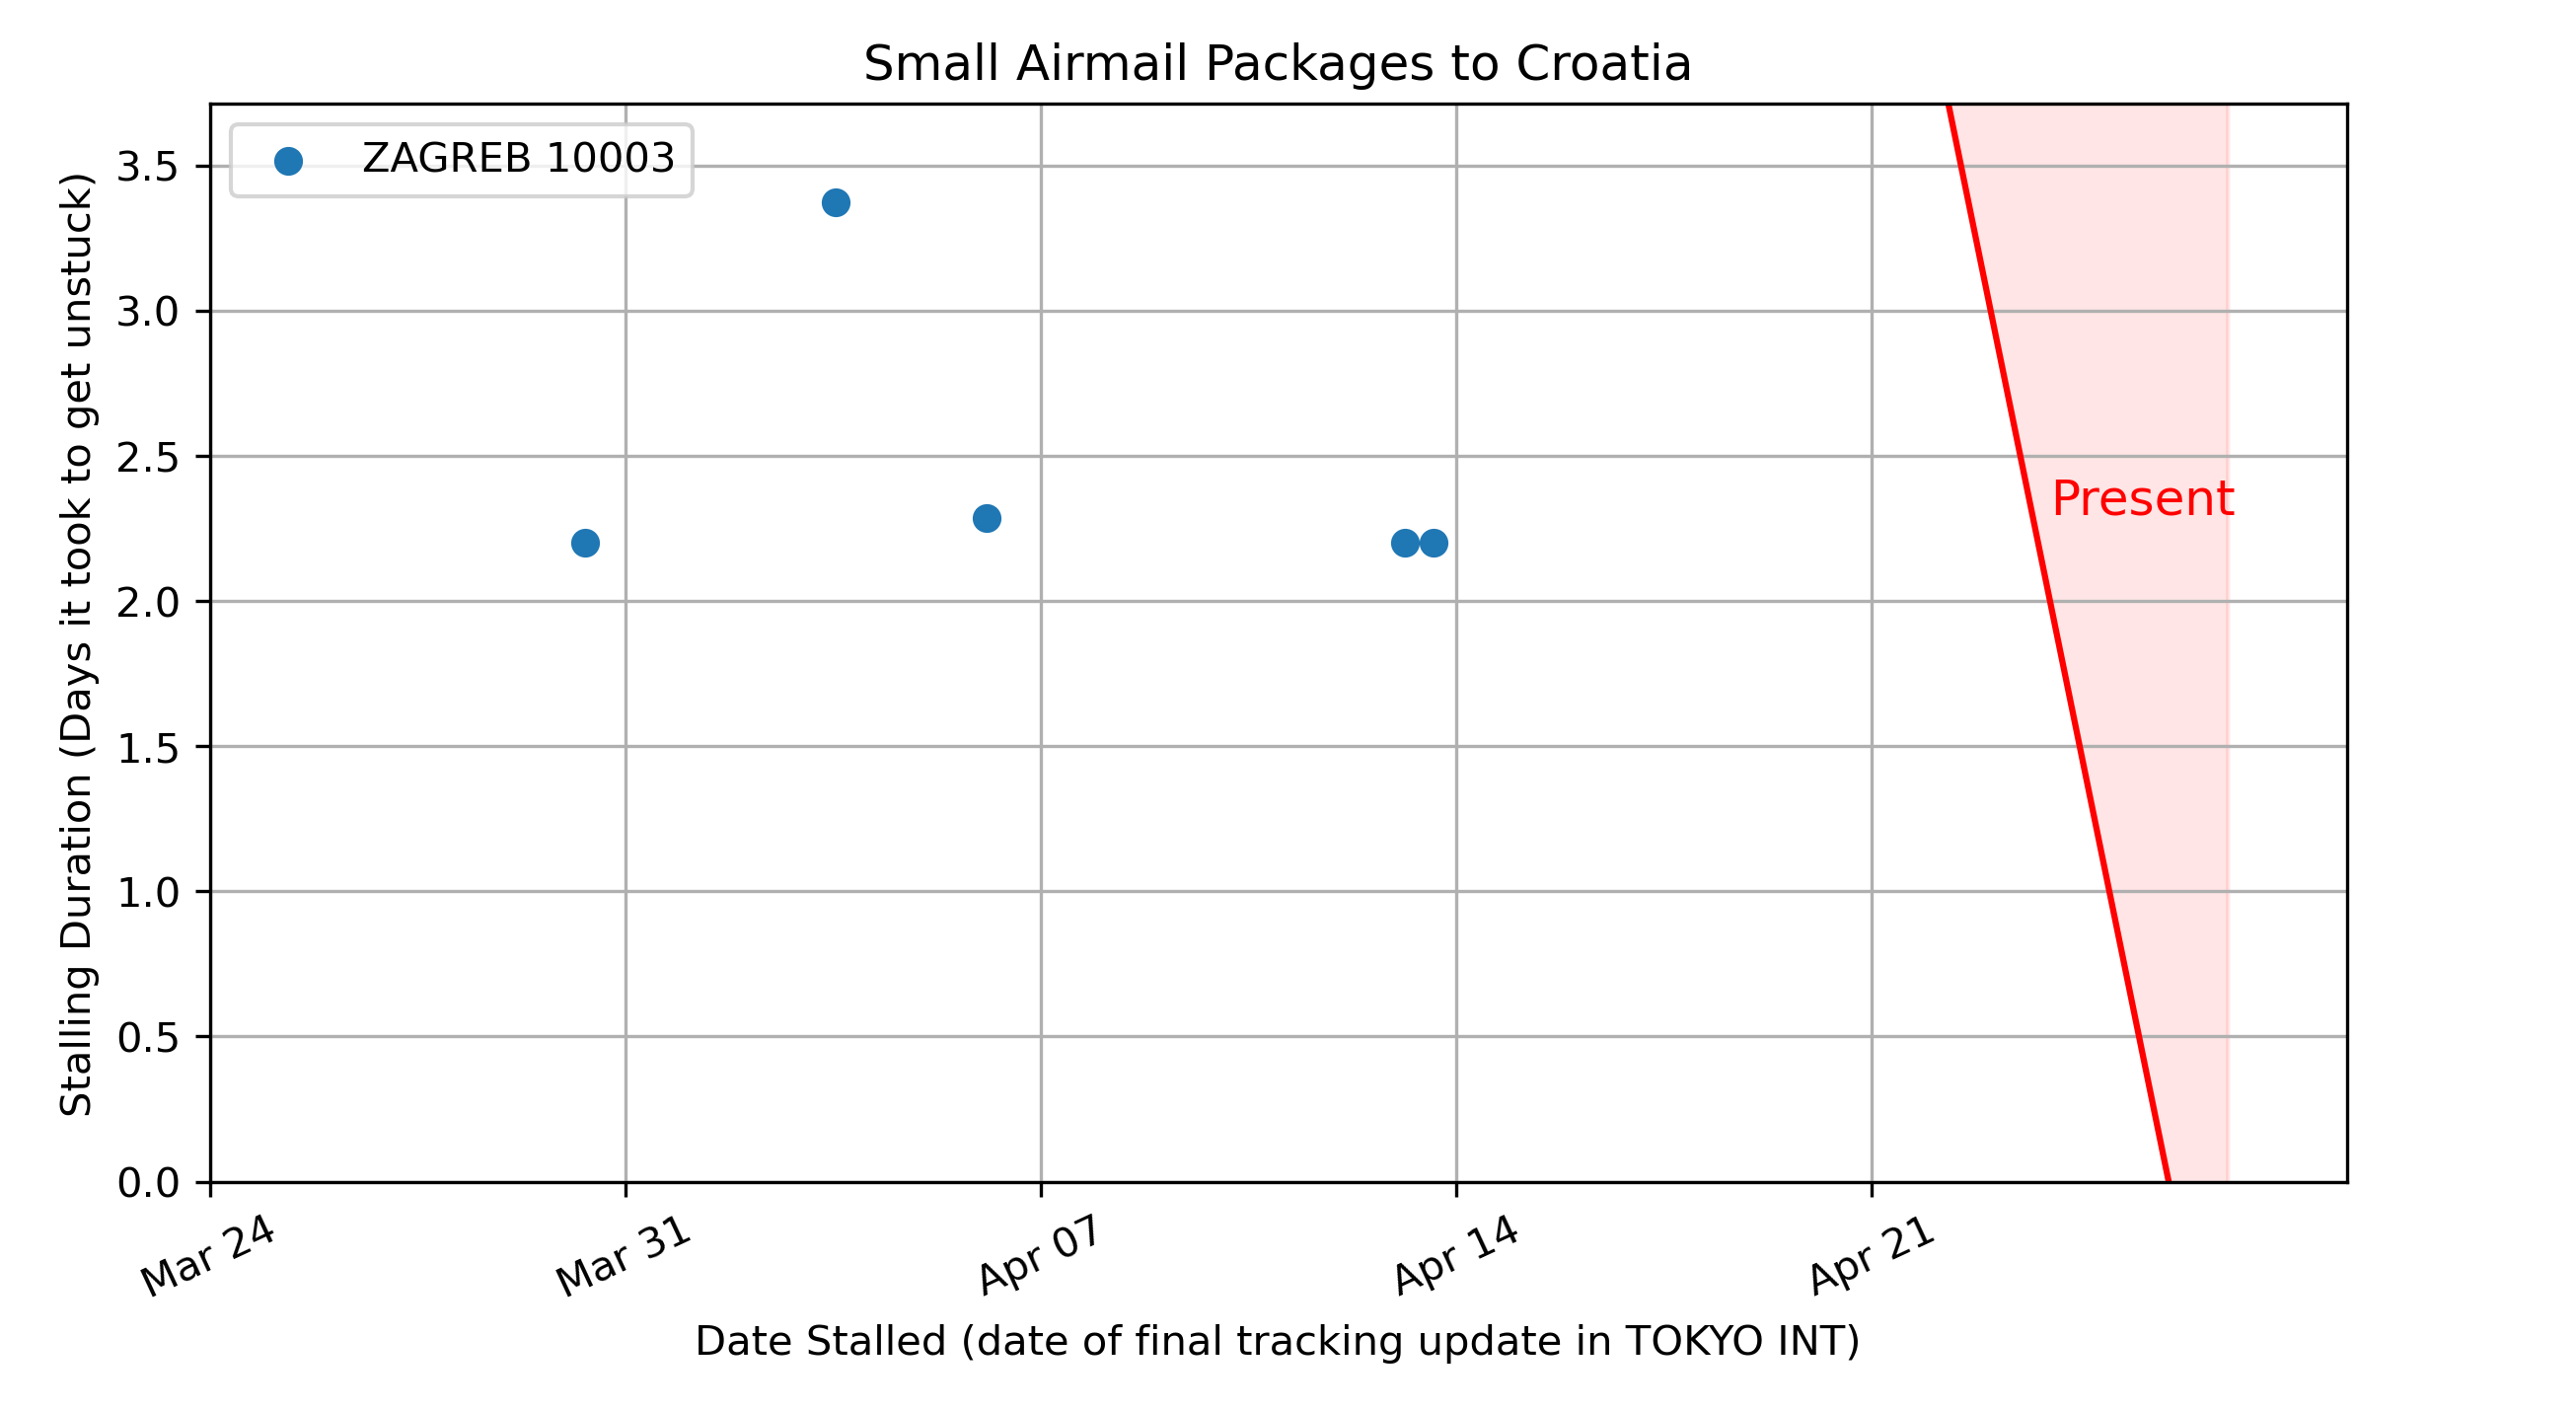 Small Airmail Packages to Croatia
ZAGREB 10003
Stalling Duration (Days it took to get unstuck)
3.5
3.0
2.5
2.0
1.5
1.0
0.5
0.0
Present
Mar 24
Mar 31
Apr 07
Apr 14
Apr 21
Date Stalled (date of final tracking update in TOKYO INT)